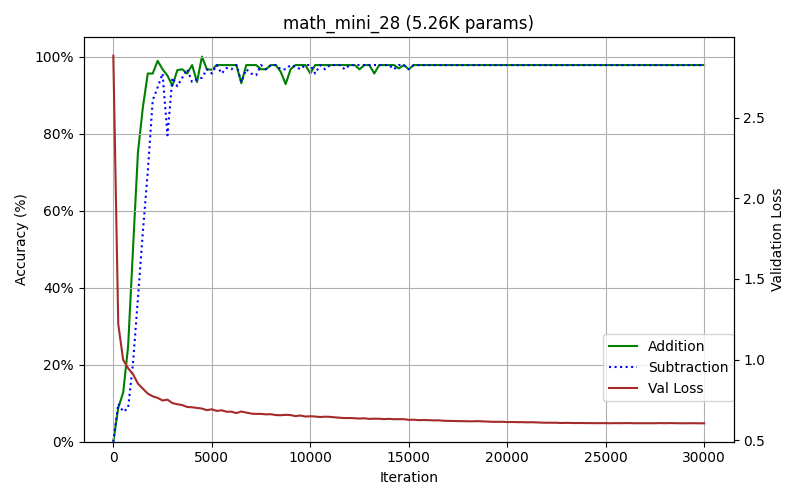 math_mini_28 (5.26K params)
100%
80%
60%
40%
20%
0%
Accuracy (%)
2.5
2.0
1.5
1.0
0.5
Validation Loss
Addition
Subtraction
Val Loss
0
5000
10000
15000
20000
25000
30000
Iteration